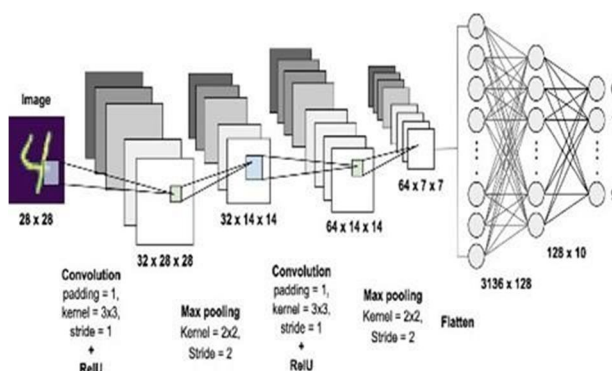 Image
28 x 28
32 x 28 x 28
32 x 14 x 14
64 x 14 x 14
64 x 7 x 7
3136 x 128
128 x 10
Convolution
padding = 1,
kernel = 3x3,
stride = 1
+
RelU
Max pooling
Kernel = 2x2,
Stride = 2
Convolution
padding = 1,
kernel = 3x3,
stride = 1
+
RelU
Max pooling
Kernel = 2x2,
Stride = 2
Flatten